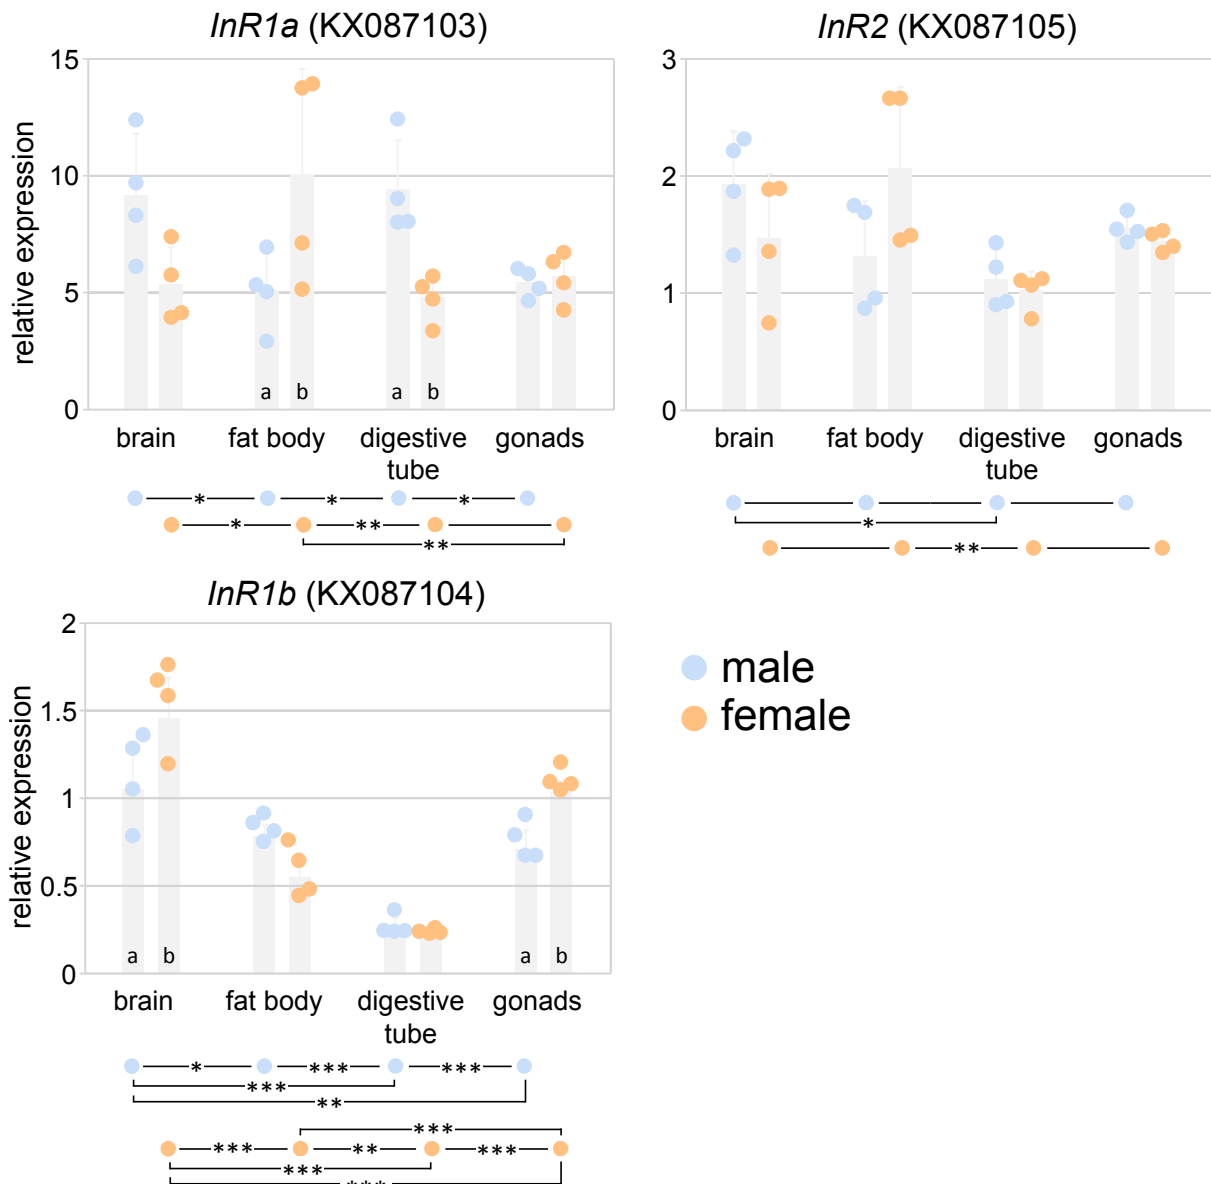 InR1a (KX087103)
relative expression
15
10
5
0
a
b
a
b
brain
fat body
digestive
tube
gonads
*
*
*
*
**
**
InR2 (KX087105)
3
2
1
0
brain
fat body
digestive
tube
gonads
*
**
InR1b (KX087104)
relative expression
2
1.5
1
0.5
0
a
b
a
b
brain
fat body
digestive
tube
gonads
*
***
***
***
**
***
***
**
***
***
***
male
female